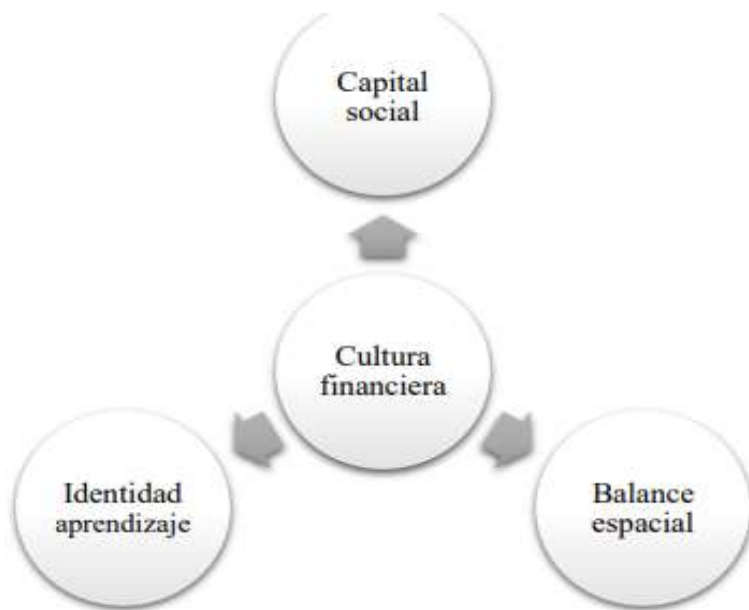 Capital
social
Cultura
financiera
Identidad
aprendizaje
Balance
espacial